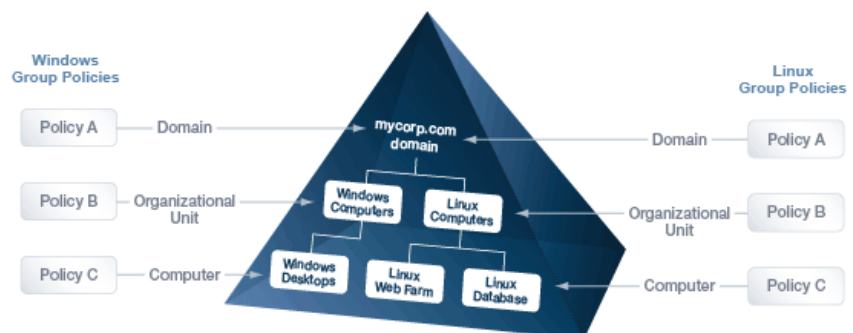 Windows
Group Policies
Linux
Group Policies
Policy A
Domain
mycorp.com
domain
Domain
Policy A
Policy B
Organizational
Unit
Windows
Computers
Linux
Computers
Organizational
Unit
Policy B
Policy C
Computer
Windows
Desktops
Linux
Web Farm
Linux
Database
Computer
Policy C